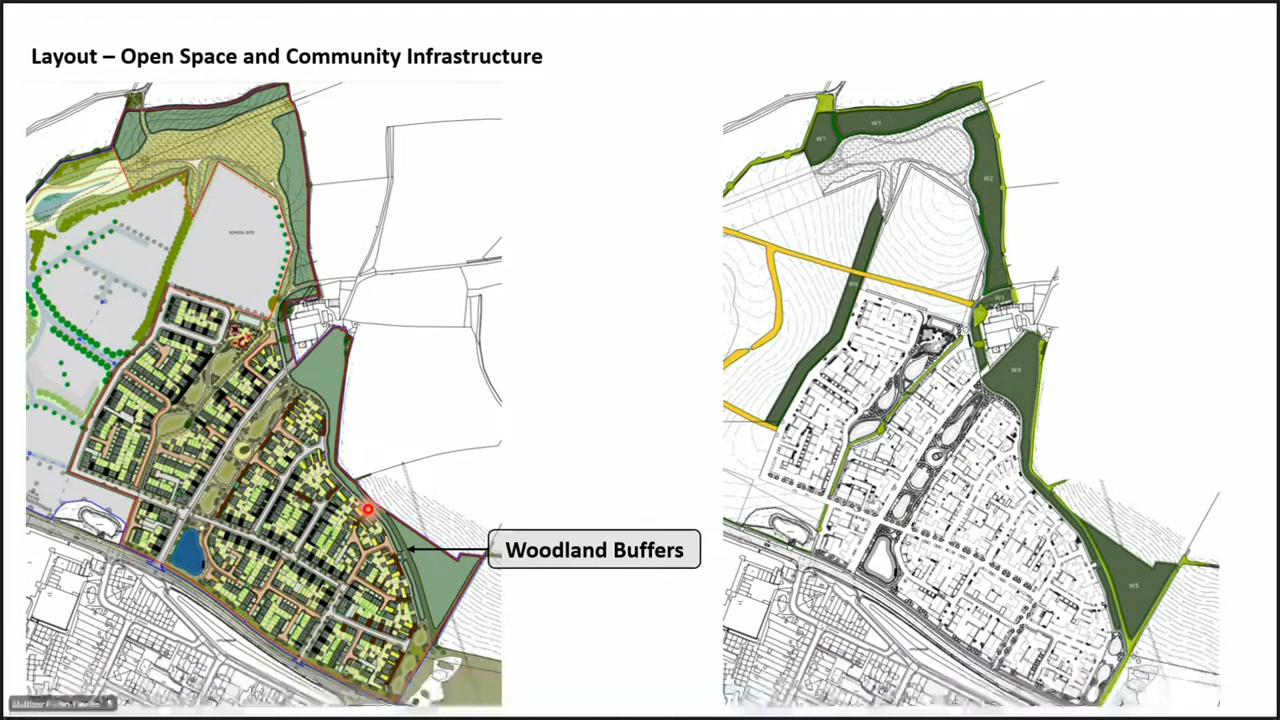 Layout – Open Space and Community Infrastructure
W1
W1
W2
SCHOOL SITE
W3
W4
Woodland Buffers
W5